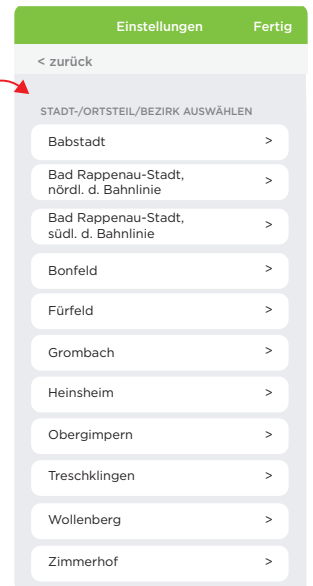 Einstellungen Fertig
< zurück
STADT-/ORTSTEIL/BEZIRK AUSWÄHLEN
Babstadt >
Bad Rappenau-Stadt,
nördl. d. Bahnlinie >
Bad Rappenau-Stadt,
südl. d. Bahnlinie >
Bonfeld >
Fürfeld >
Grombach >
Heinsheim >
Obergimpern >
Treschklingen >
Wollenberg >
Zimmerhof >